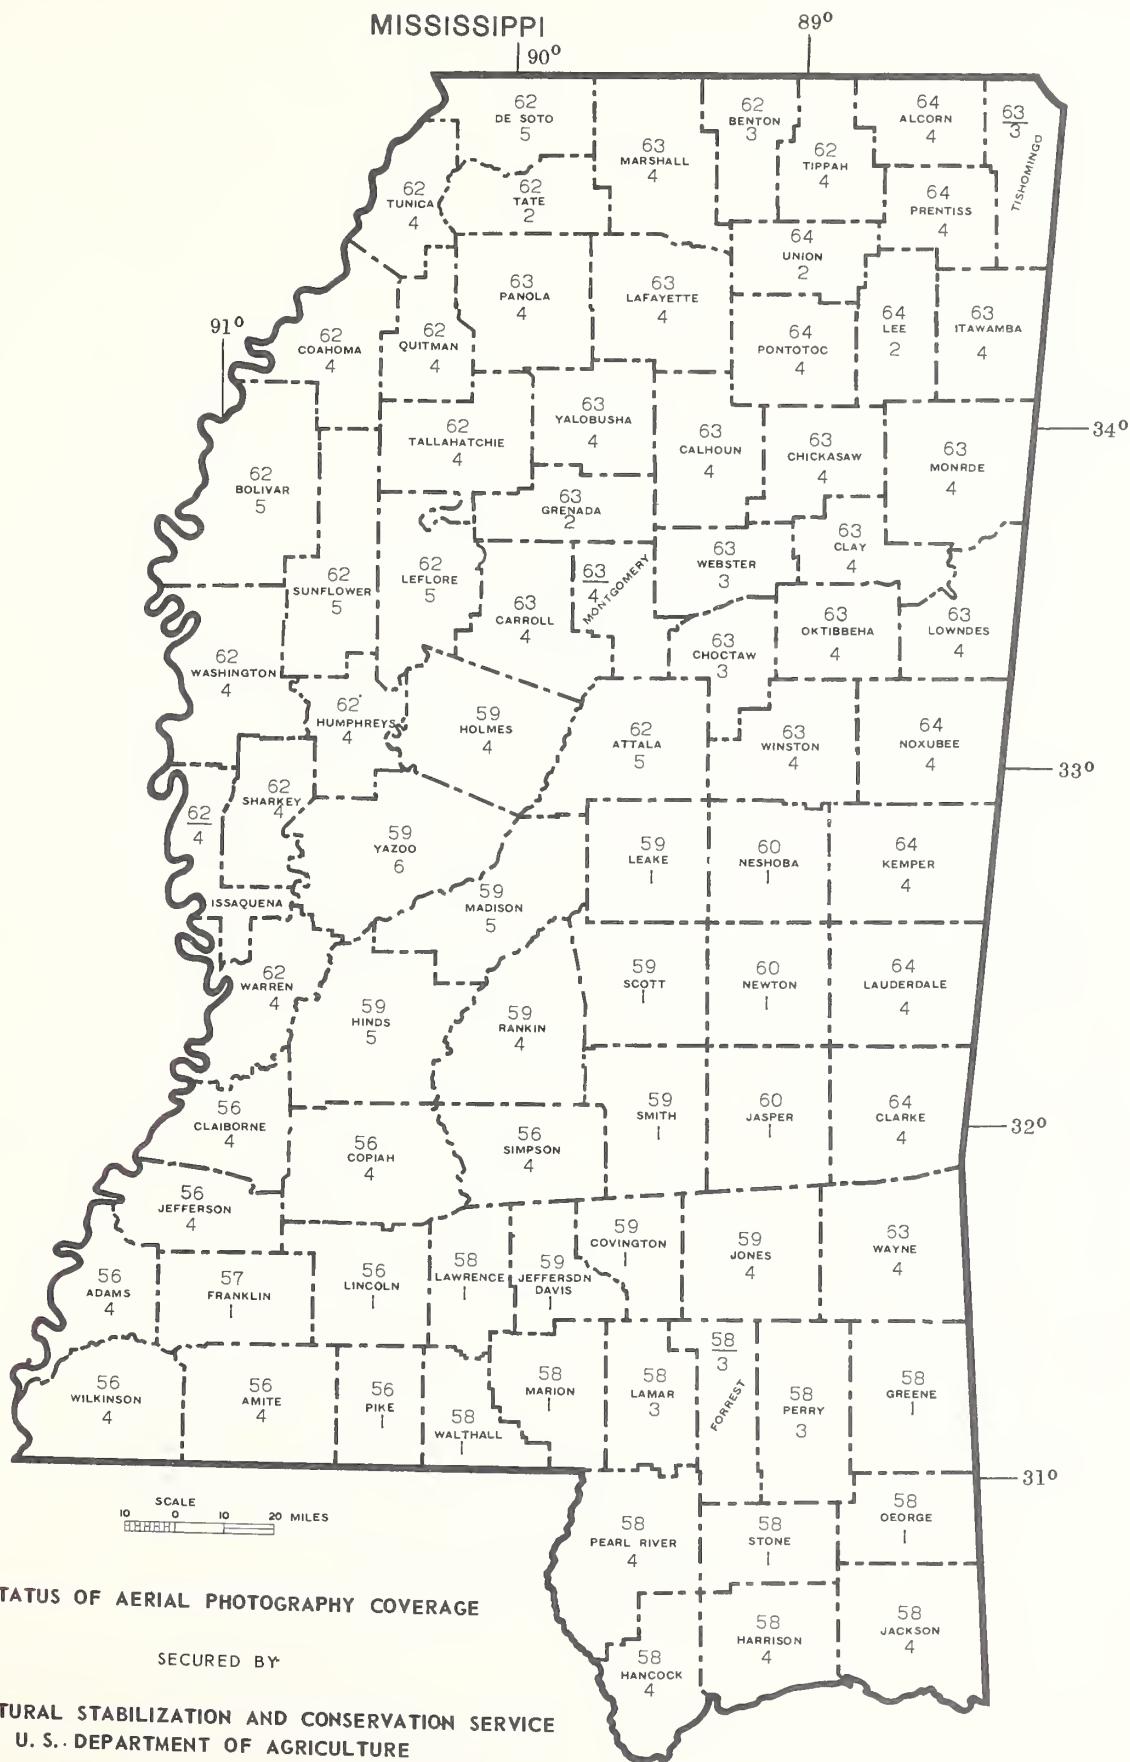 MISSISSIPPI
90° 89°
62
DE SOTO
5
63
MARSHALL
4
62
BENTON
3
62
TIPPAH
4
64
ALCORN
4
63
3
TISHOMINGO
62
TUNICA
4
62
TATE
2
64
PRENTISS
4
64
UNION
2
63
PANOLA
4
63
LAFAYETTE
4
91°
62
COAHOMA
4
62
QUITMAN
4
64
PONTOTOC
4
64
LEE
2
63
ITAWAMBA
4
62
TALLAHATCHIE
4
63
YALOBUSHA
4
63
CALHOUN
4
63
CHICKASAW
4
63
MONRDE
4
34°
62
BOLIVAR
5
63
GRENADA
2
63
CLAY
4
62
SUNFLOWER
5
62
LEFLORE
5
63
CARROLL
4
63
4
MONTGOMERY
63
WEBSTER
3
63
CHOCTAW
3
63
OKTIBBEHA
4
63
LOWNDES
4
62
WASHINGTON
4
62
HUMPHREYS
4
59
HOLMES
4
62
ATTALA
5
63
WINSTON
4
64
NOXUBEE
4
33°
62
4
ISSAQUENA
62
SHARKEY
4
59
YAZOO
6
59
MADISON
5
59
LEAKE
1
60
NESHOBA
1
64
KEMPER
4
62
WARREN
4
59
HINDS
5
59
RANKIN
4
59
SCOTT
1
60
NEWTON
1
64
LAUDERDALE
4
56
CLAIBORNE
4
56
COPIAH
4
56
SIMPSON
4
59
SMITH
1
60
JASPER
1
64
CLARKE
4
32°
56
JEFFERSON
4
56
ADAMS
4
57
FRANKLIN
1
56
LINCOLN
1
58
LAWRENCE
1
59
JEFFERSDN
DAVIS
1
59
COVINGTON
1
59
JONES
4
63
WAYNE
4
56
WILKINSON
4
56
AMITE
4
56
PIKE
1
58
WALTHALL
1
58
MARION
1
58
LAMAR
3
58
3
FORREST
58
PERRY
3
58
GREENE
1
31°
58
PEARL RIVER
4
58
STONE
1
58
OEORGE
1
58
HANCOCK
4
58
HARRISON
4
58
JACKSON
4
SCALE
10 0 10 20 MILES
TATUS OF AERIAL PHOTOGRAPHY COVERAGE
SECURED BY
TURAL STABILIZATION AND CONSERVATION SERVICE
U. S. DEPARTMENT OF AGRICULTURE